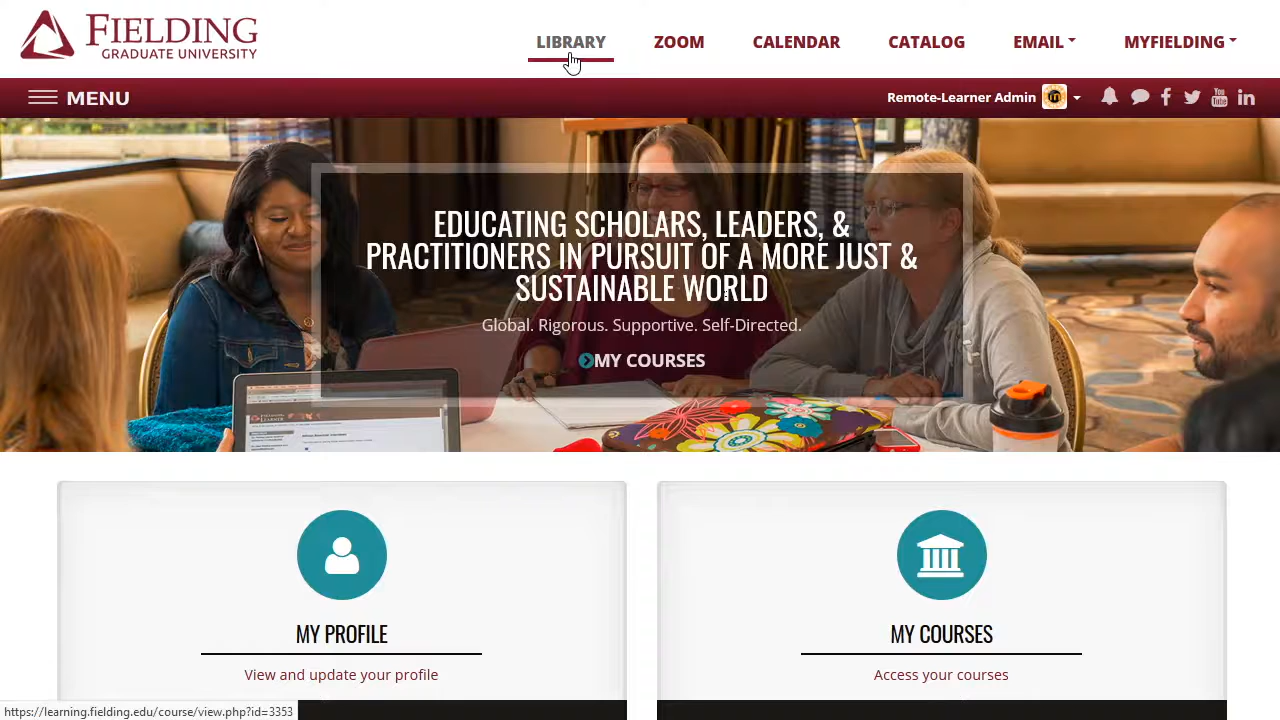 FIELDING
GRADUATE UNIVERSITY
LIBRARY
ZOOM
CALENDAR
CATALOG
EMAIL
MYFIELDING
MENU
Remote-Learner Admin
EDUCATING SCHOLARS, LEADERS, &
PRACTITIONERS IN PURSUIT OF A MORE JUST &
SUSTAINABLE WORLD
Global. Rigorous. Supportive. Self-Directed.
MY COURSES
MY PROFILE
View and update your profile
MY COURSES
Access your courses
https://learning.fielding.edu/course/view.php?id=3353